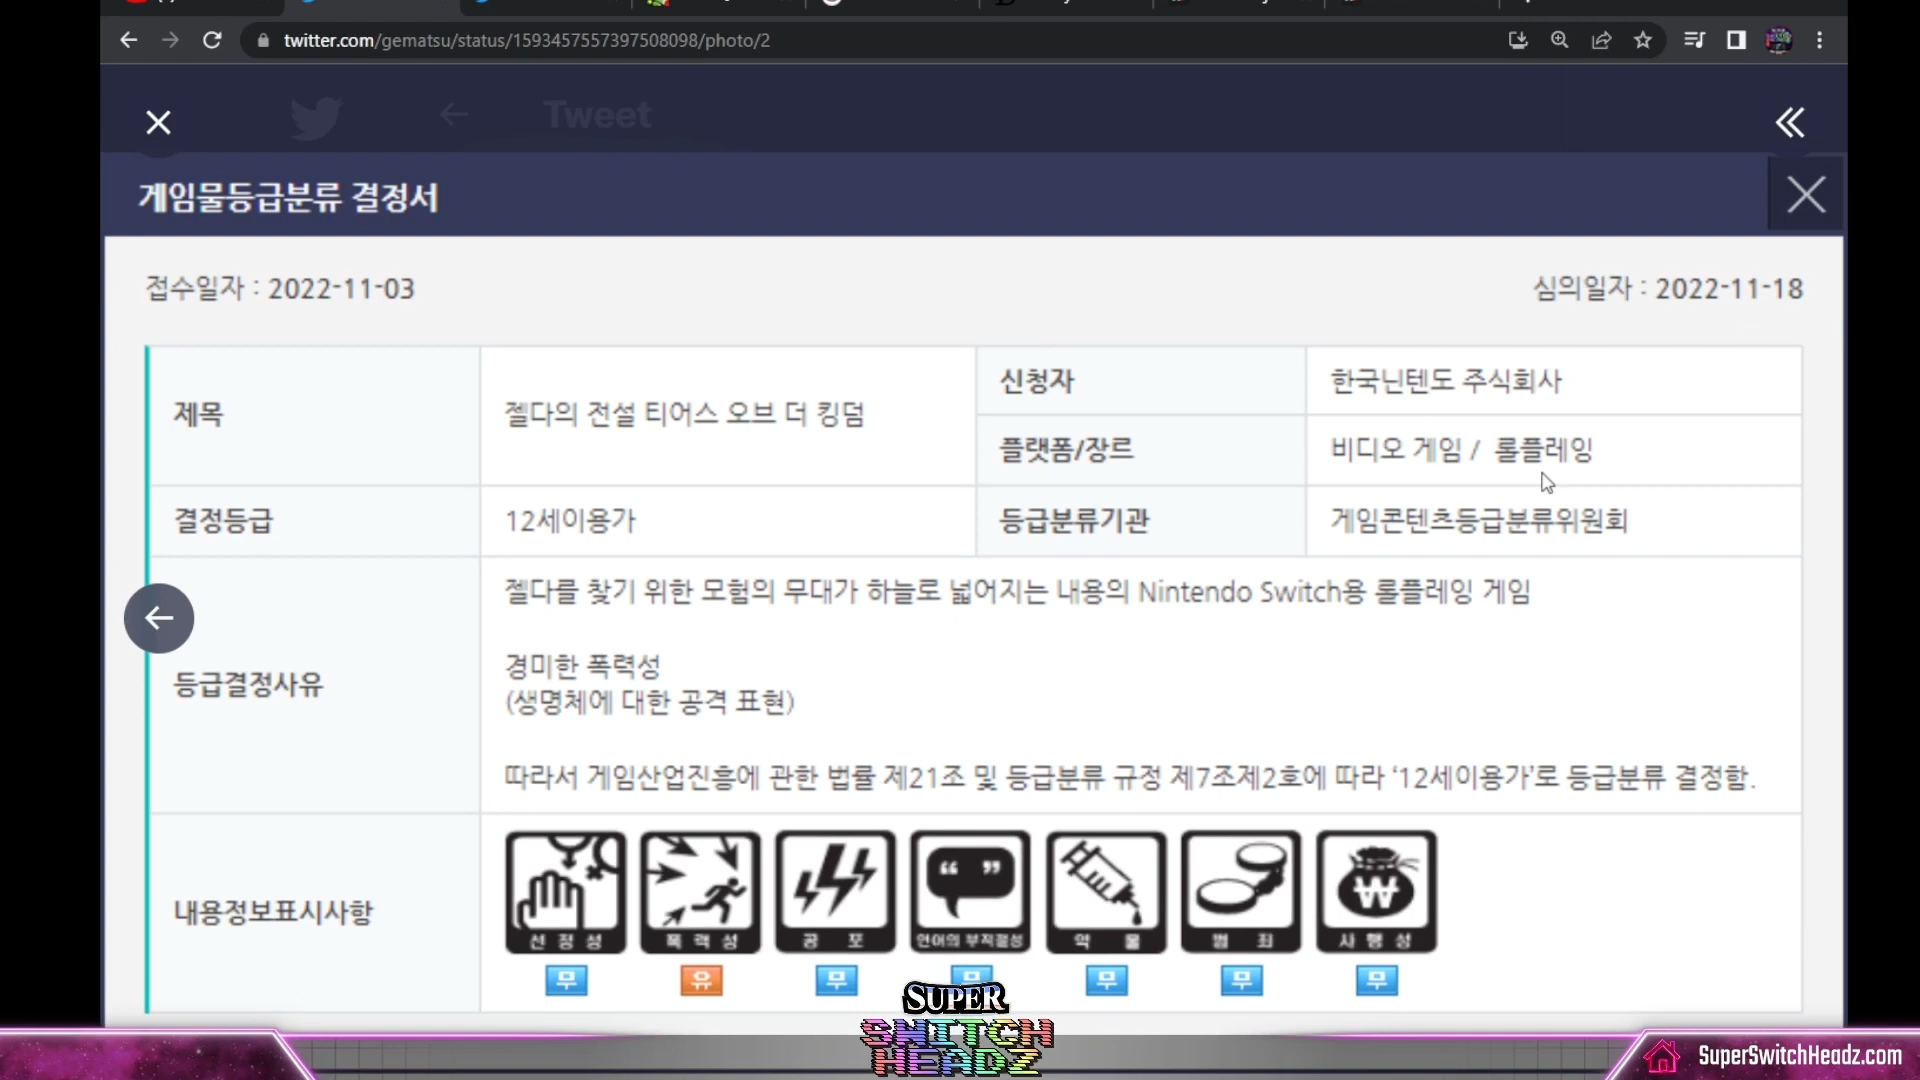 twitter.com/gematsu/status/1593457557397508098/photo/2
Tweet
게임물등급분류 결정서
접수일자 : 2022-11-03
심의일자 : 2022-11-18
제목
젤다의 전설 티어스 오브 더 킹덤
신청자
한국닌텐도 주식회사
플랫폼/장르
비디오 게임 / 롤플레잉
결정등급
12세이용가
등급분류기관
게임콘텐츠등급분류위원회
등급결정사유
젤다를 찾기 위한 모험의 무대가 하늘로 넓어지는 내용의 Nintendo Switch용 롤플레잉 게임
경미한 폭력성
(생명체에 대한 공격 표현)
따라서 게임산업진흥에 관한 법률 제21조 및 등급분류 규정 제7조제2호에 따라 ‘12세이용가’로 등급분류 결정함.
내용정보표시사항
선정성
폭력성
공포
언어의 부적절성
약물
범죄
사행성
무
유
무
무
무
무
무
SUPER
SWITCH
HEADZ
SuperSwitchHeadz.com